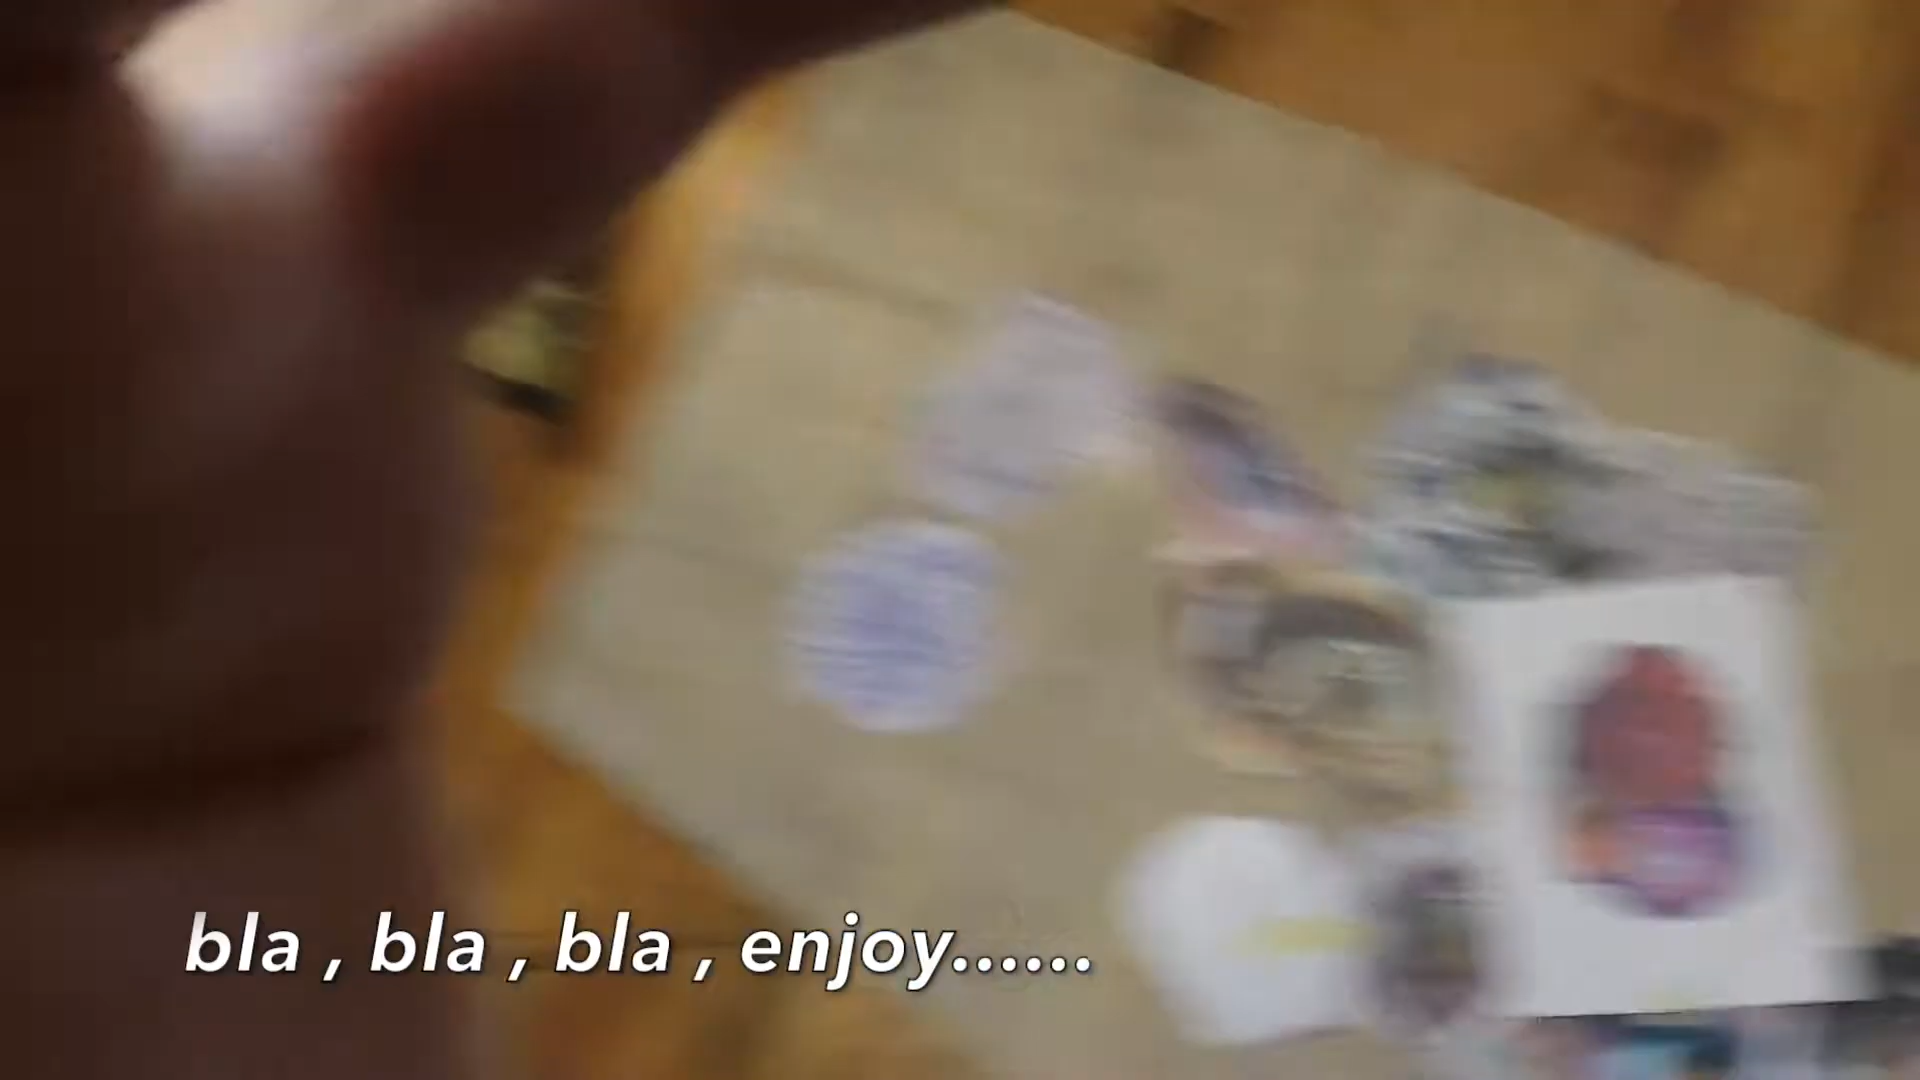 bla , bla , bla , enjoy......